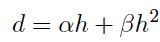 d = αh + βh²